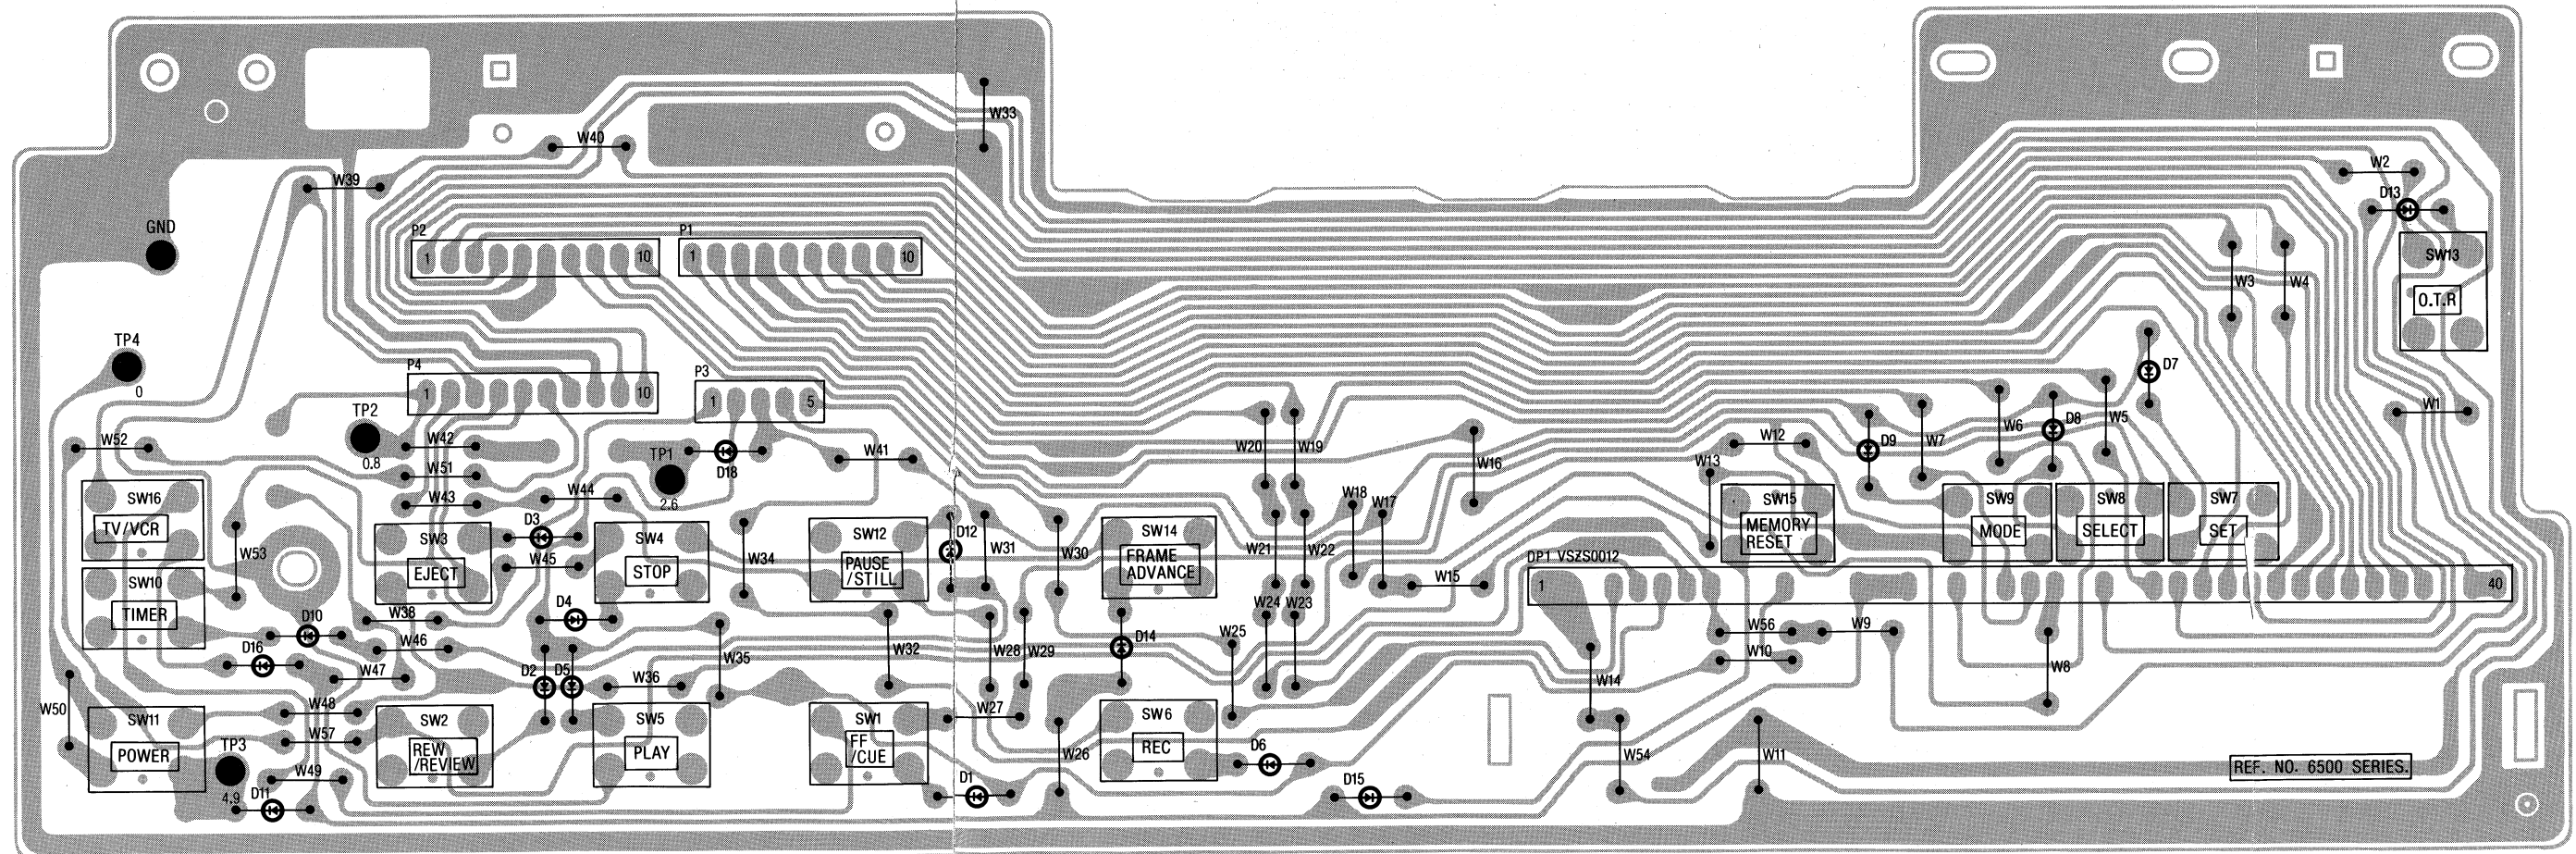 W33
W40
W2
W39
D13
GND
P2
P1
1
10
1
10
SW13
W3
W4
O.T.R
TP4
P4
P3
D7
0
1
10
1
5
TP2
W1
W20
W19
W6
D8
W5
W52
W42
W12
D9
W7
0.8
TP1
W41
W16
W51
D18
W13
W43
W44
2.6
W18
W17
SW16
SW15
SW9
SW8
SW7
TV/VCR
D3
SW3
SW4
SW12
D12
SW14
MEMORY
RESET
MODE
SELECT
SET
W53
W45
W34
W31
W30
W21
W22
EJECT
STOP
PAUSE
/STILL
FRAME
ADVANCE
DP1 VSZS0012
SW10
W15
1
40
TIMER
D4
W24
W23
W38
D10
W56
W9
W46
D14
W25
D16
W35
W32
W28
W29
W10
W8
W47
D2
D5
W36
W14
W50
W48
W27
SW11
SW2
SW5
SW1
SW6
W57
TP3
POWER
REW
/REVIEW
PLAY
FF
/CUE
W26
REC
D6
W54
W11
W49
D1
D15
REF. NO. 6500 SERIES.
4.9
D11